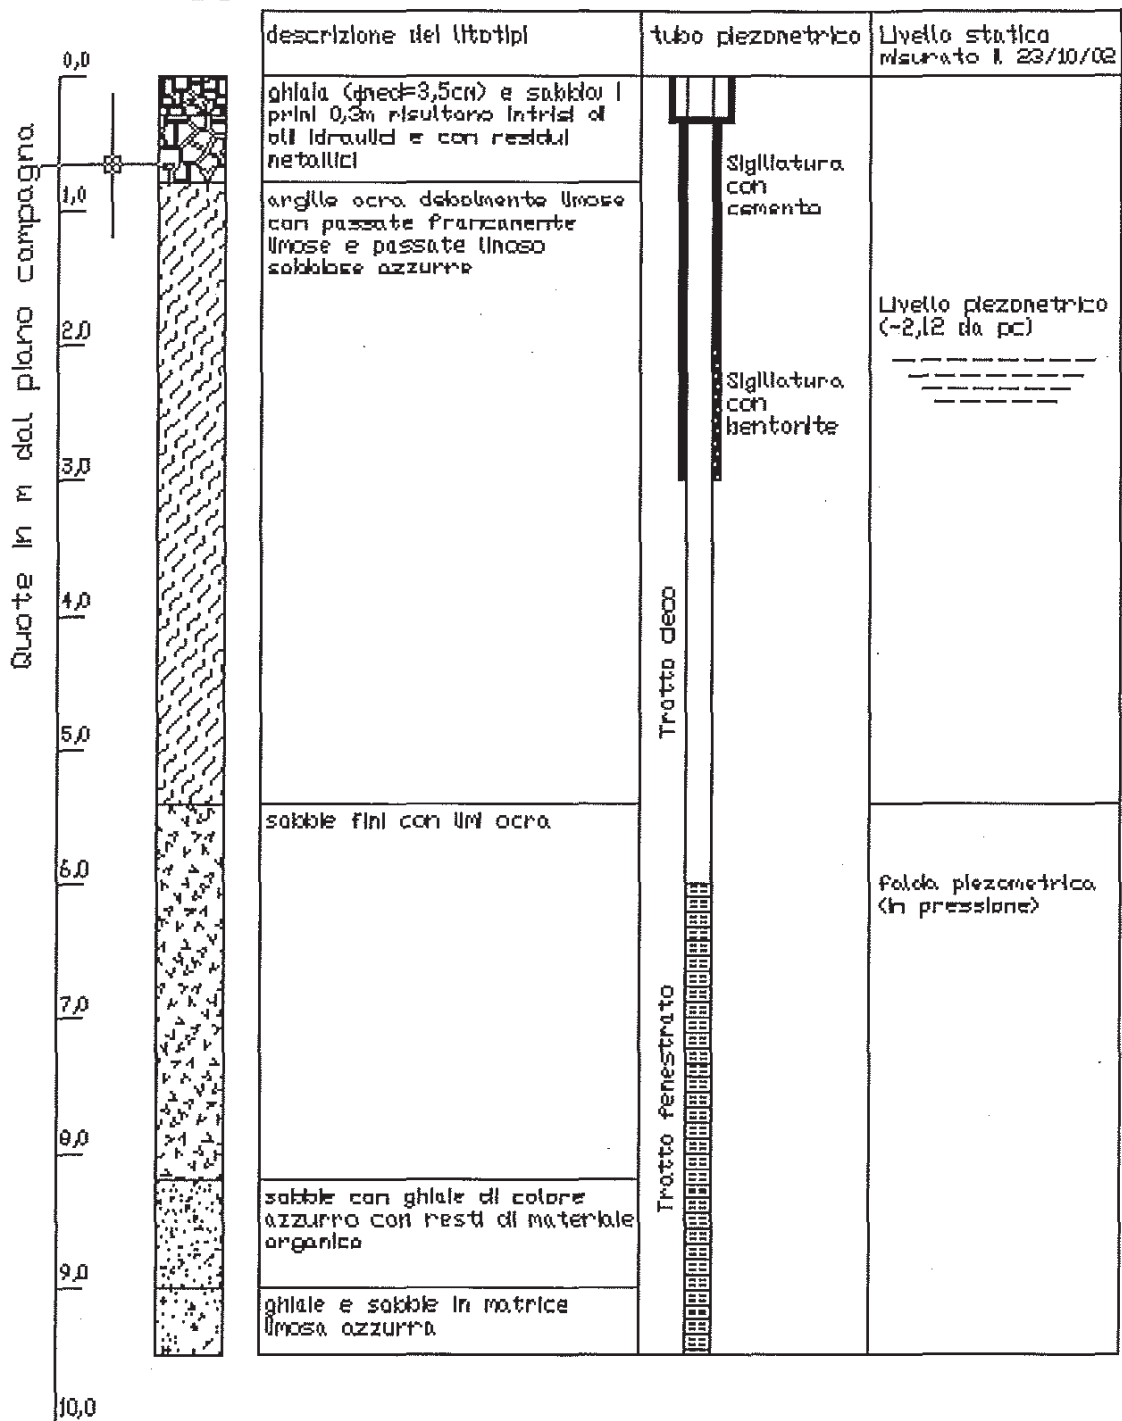 descrizione dei litotipi
tubo piezometrico
Livello statico
misurato il 23/10/02
Quote in m dal piano campagna
0,0
1,0
2,0
3,0
4,0
5,0
6,0
7,0
8,0
9,0
10,0
ghiaia (φmed=3,5cm) e sabbia i
primi 0,3m risultano intrisi di
oli idraulici e con residui
metallici
argille ocra debolmente limose
con passate francamente
limose e passate limoso
sabbiose azzurre
sabbie fini con limi ocra
sabbie con ghiaie di colore
azzurro con resti di materiale
organico
ghiaie e sabbie in matrice
limosa azzurra
Sigillatura
con
cemento
Sigillatura
con
bentonite
Tratto cieco
Tratto fenestrato
Livello piezometrico
(-2,12 da pc)
falda piezometrica
(in pressione)